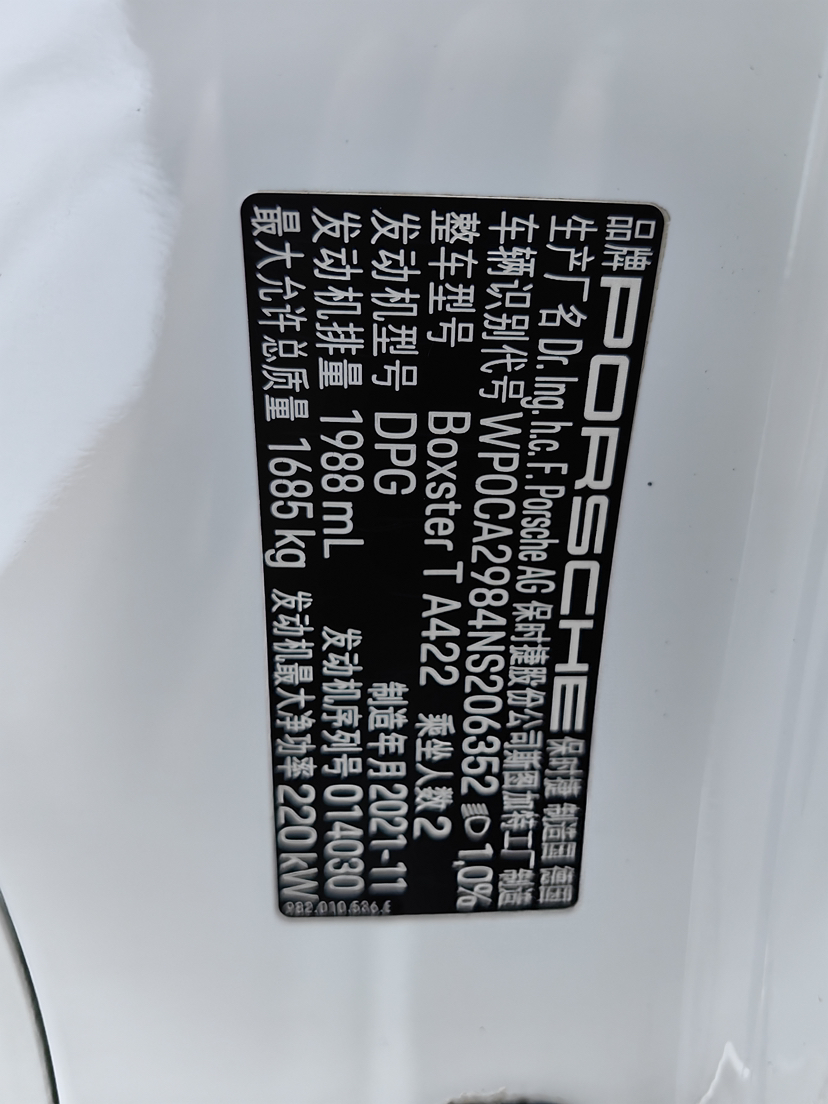 品牌 PORSCHE 保时捷 制造国 德国
生产厂名 Dr. Ing. h.c. F. Porsche AG 保时捷股份公司斯图加特工厂制造
车辆识别代号 WP0CA2984NS206352 1,0%
整车型号 Boxster T A422 乘坐人数 2
发动机型号 DPG 制造年月 2021-11
发动机排量 1988 mL 发动机序列号 014030
最大允许总质量 1685 kg 发动机最大净功率 220 kW
982.010.536.E